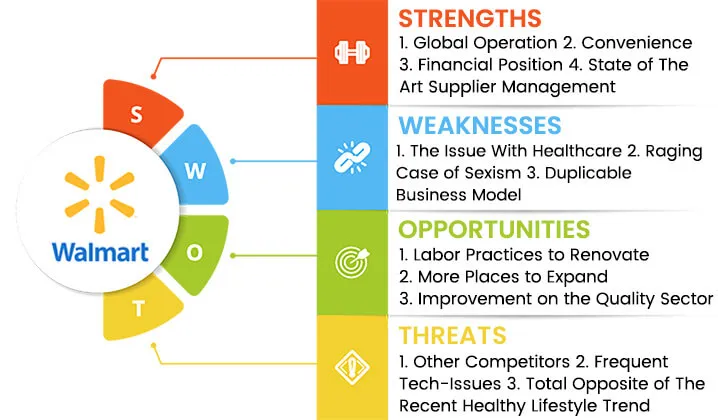 S
W
O
T
Walmart
STRENGTHS
1. Global Operation 2. Convenience
3. Financial Position 4. State of The
Art Supplier Management
WEAKNESSES
1. The Issue With Healthcare 2. Raging
Case of Sexism 3. Duplicable
Business Model
OPPORTUNITIES
1. Labor Practices to Renovate
2. More Places to Expand
3. Improvement on the Quality Sector
THREATS
1. Other Competitors 2. Frequent
Tech-Issues 3. Total Opposite of The
Recent Healthy Lifestyle Trend